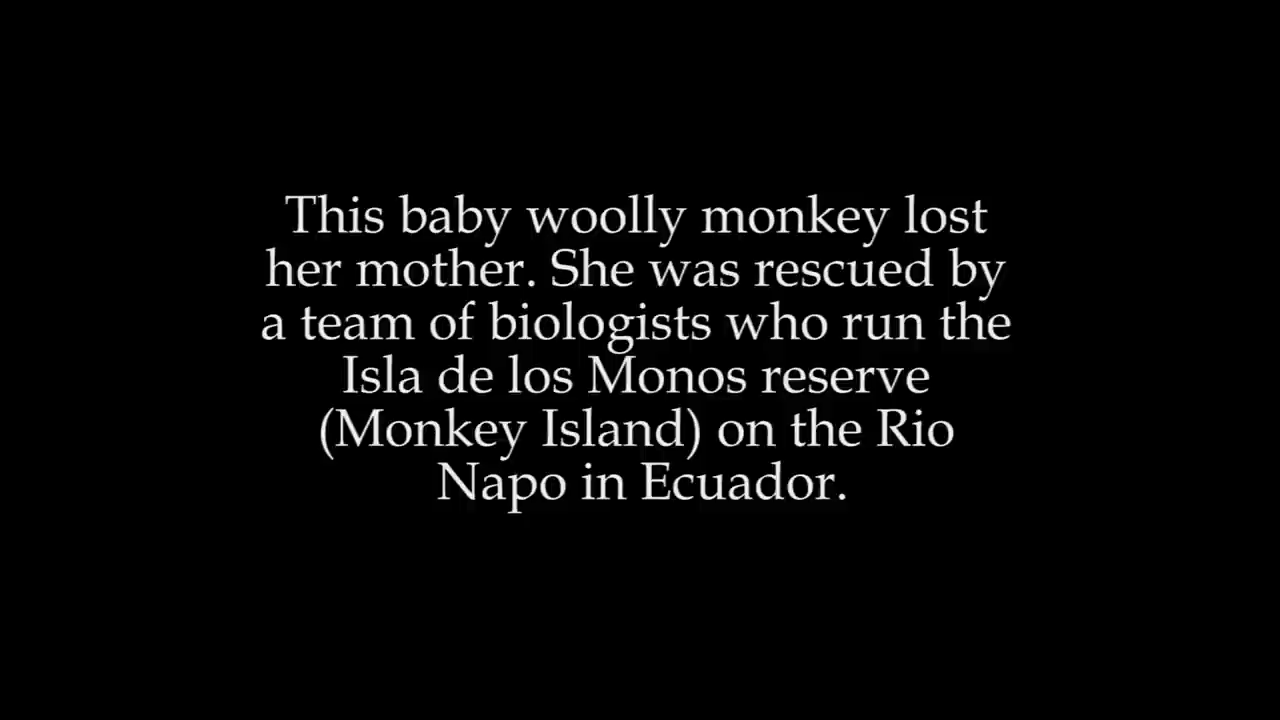 This baby woolly monkey lost
her mother. She was rescued by
a team of biologists who run the
Isla de los Monos reserve
(Monkey Island) on the Rio
Napo in Ecuador.